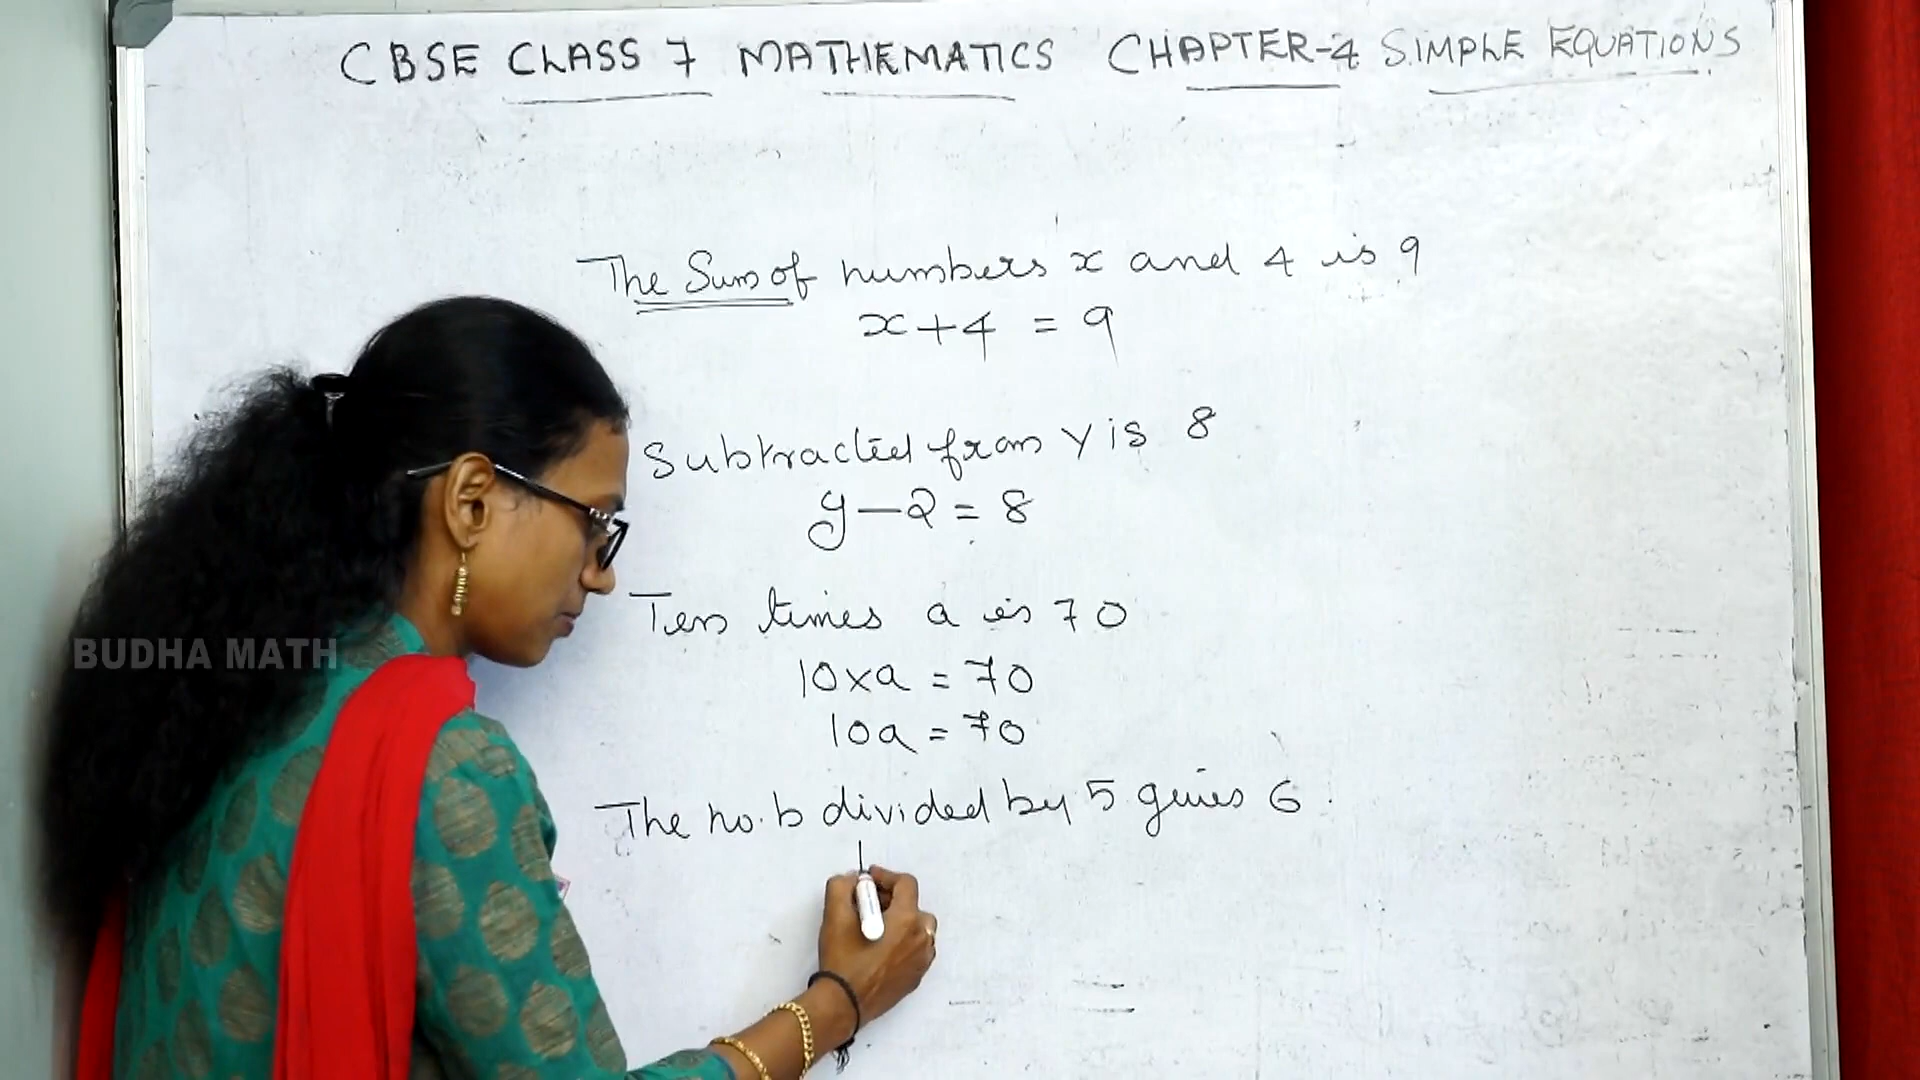 CBSE CLASS 7 MATHEMATICS CHAPTER-4 SIMPLE EQUATIONS
The Sum of numbers x and 4 is 9
x+4 = 9
Subtracted from Y is 8
y-2 = 8
Ten times a is 70
10xa = 70
10a = 70
The no. b divided by 5 gives 6.
BUDHA MATH